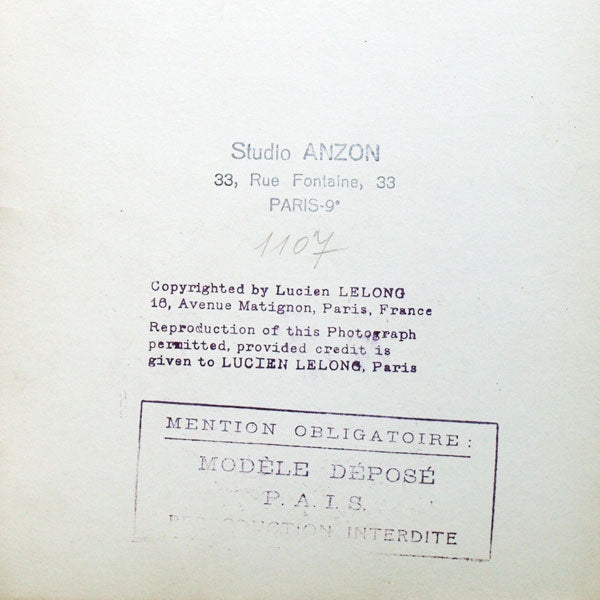 Studio ANZON
33, Rue Fontaine, 33
PARIS-9e
1107
Copyrighted by Lucien LELONG
16, Avenue Matignon, Paris, France
Reproduction of this Photograph
permitted, provided credit is
given to LUCIEN LELONG, Paris
MENTION OBLIGATOIRE:
MODÈLE DÉPOSÉ
P.A.I.S.
REPRODUCTION INTERDITE